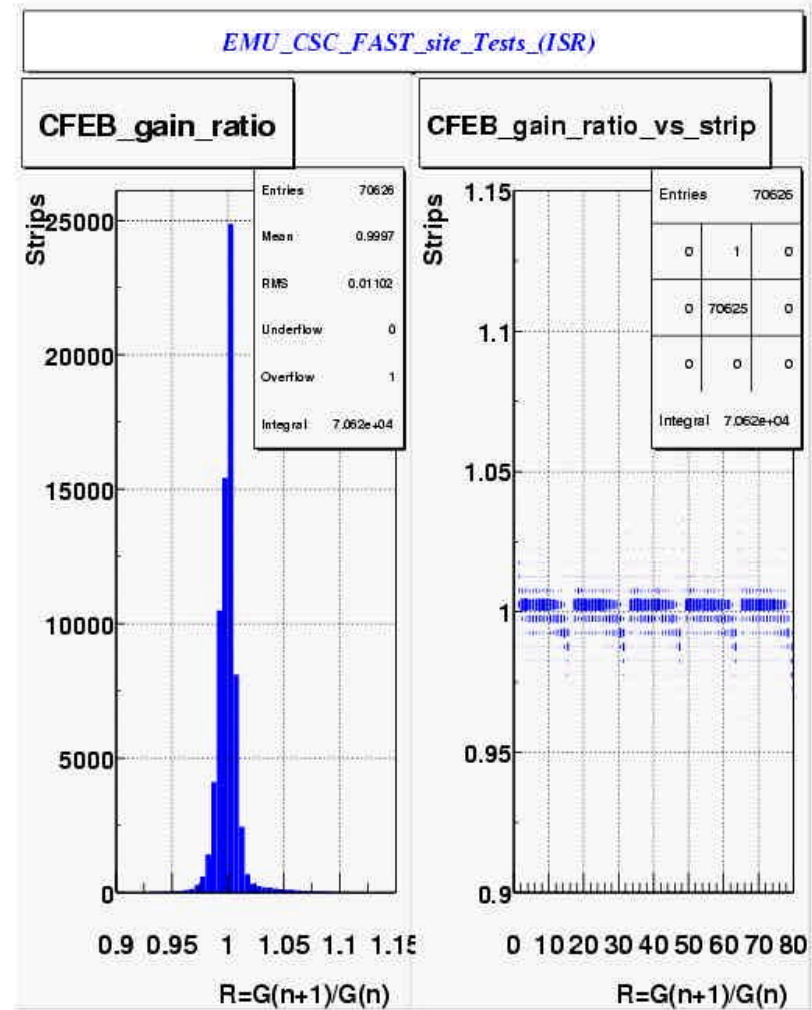 EMU_CSC_FAST_site_Tests_(ISR)
CFEB_gain_ratio
Entries 70626
Mean 0.9997
RMS 0.01102
Underflow 0
Overflow 1
Integral 7.062e+04
Strips
25000
20000
15000
10000
5000
0
0.9 0.95 1 1.05 1.1 1.15
R=G(n+1)/G(n)
CFEB_gain_ratio_vs_strip
Entries 70626
0 1 0
0 70625 0
0 0 0
Integral 7.062e+04
Strips
1.15
1.1
1.05
1
0.95
0.9
0 10 20 30 40 50 60 70 80
R=G(n+1)/G(n)